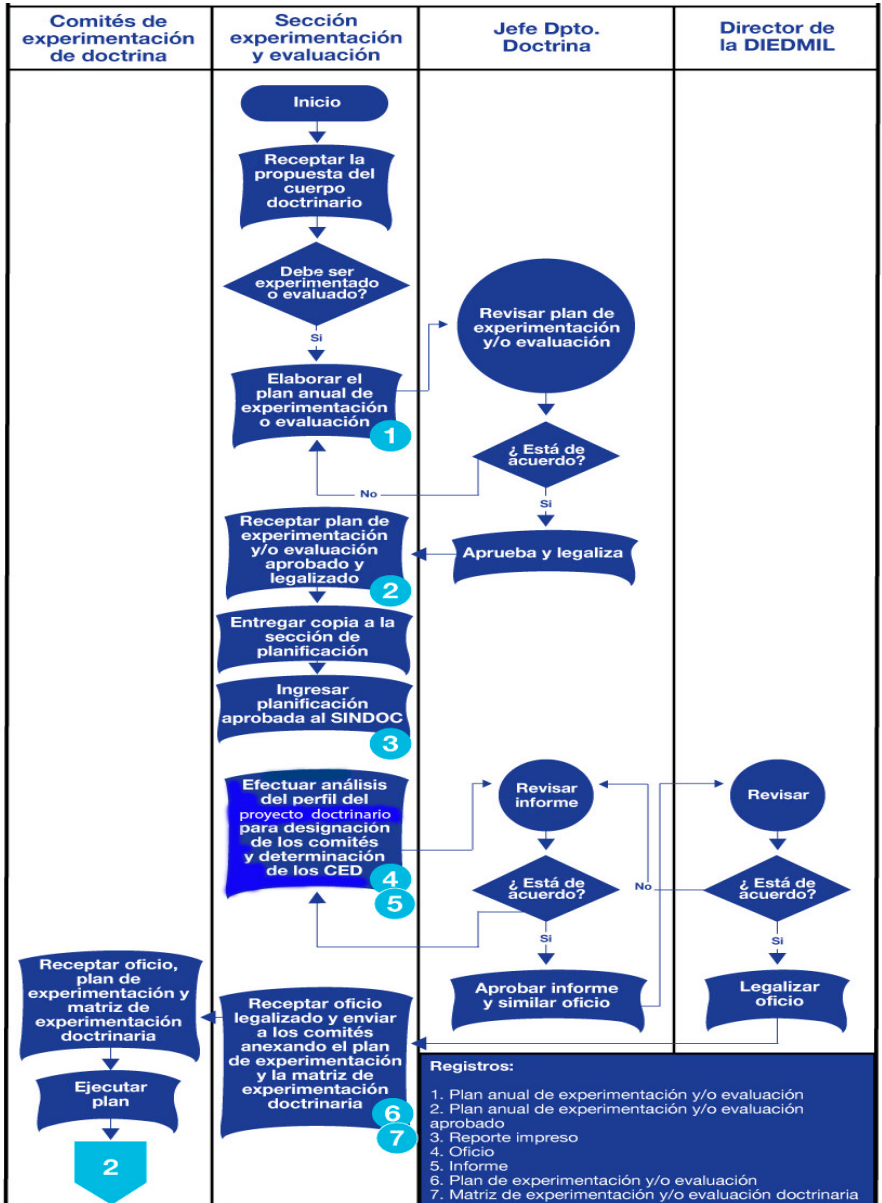 Comités de
experimentación
de doctrina
Sección
experimentación
y evaluación
Jefe Dpto.
Doctrina
Director de
la DIEDMIL
Inicio
Receptar la
propuesta del
cuerpo
doctrinario
Debe ser
experimentado
o evaluado?
Si
Elaborar el
plan anual de
experimentación
o evaluación
1
Revisar plan de
experimentación
y/o evaluación
¿ Está de
acuerdo?
No
Si
Aprueba y legaliza
Receptar plan de
experimentación
y/o evaluación
aprobado y
legalizado
2
Entregar copia a la
sección de
planificación
Ingresar
planificación
aprobada al SINDOC
3
Efectuar análisis
del perfil del
proyecto doctrinario
para designación
de los comités
y determinación
de los CED
4
5
Revisar
informe
¿ Está de
acuerdo?
Si
Aprobar informe
y similar oficio
Revisar
¿ Está de
acuerdo?
No
Si
Legalizar
oficio
Receptar oficio
legalizado y enviar
a los comités
anexando el plan
de experimentación
y la matriz de
experimentación
doctrinaria
6
7
Receptar oficio,
plan de
experimentación y
matriz de
experimentación
doctrinaria
Ejecutar
plan
2
Registros:
1. Plan anual de experimentación y/o evaluación
2. Plan anual de experimentación y/o evaluación
aprobado
3. Reporte impreso
4. Oficio
5. Informe
6. Plan de experimentación y/o evaluación
7. Matriz de experimentación y/o evaluación doctrinaria